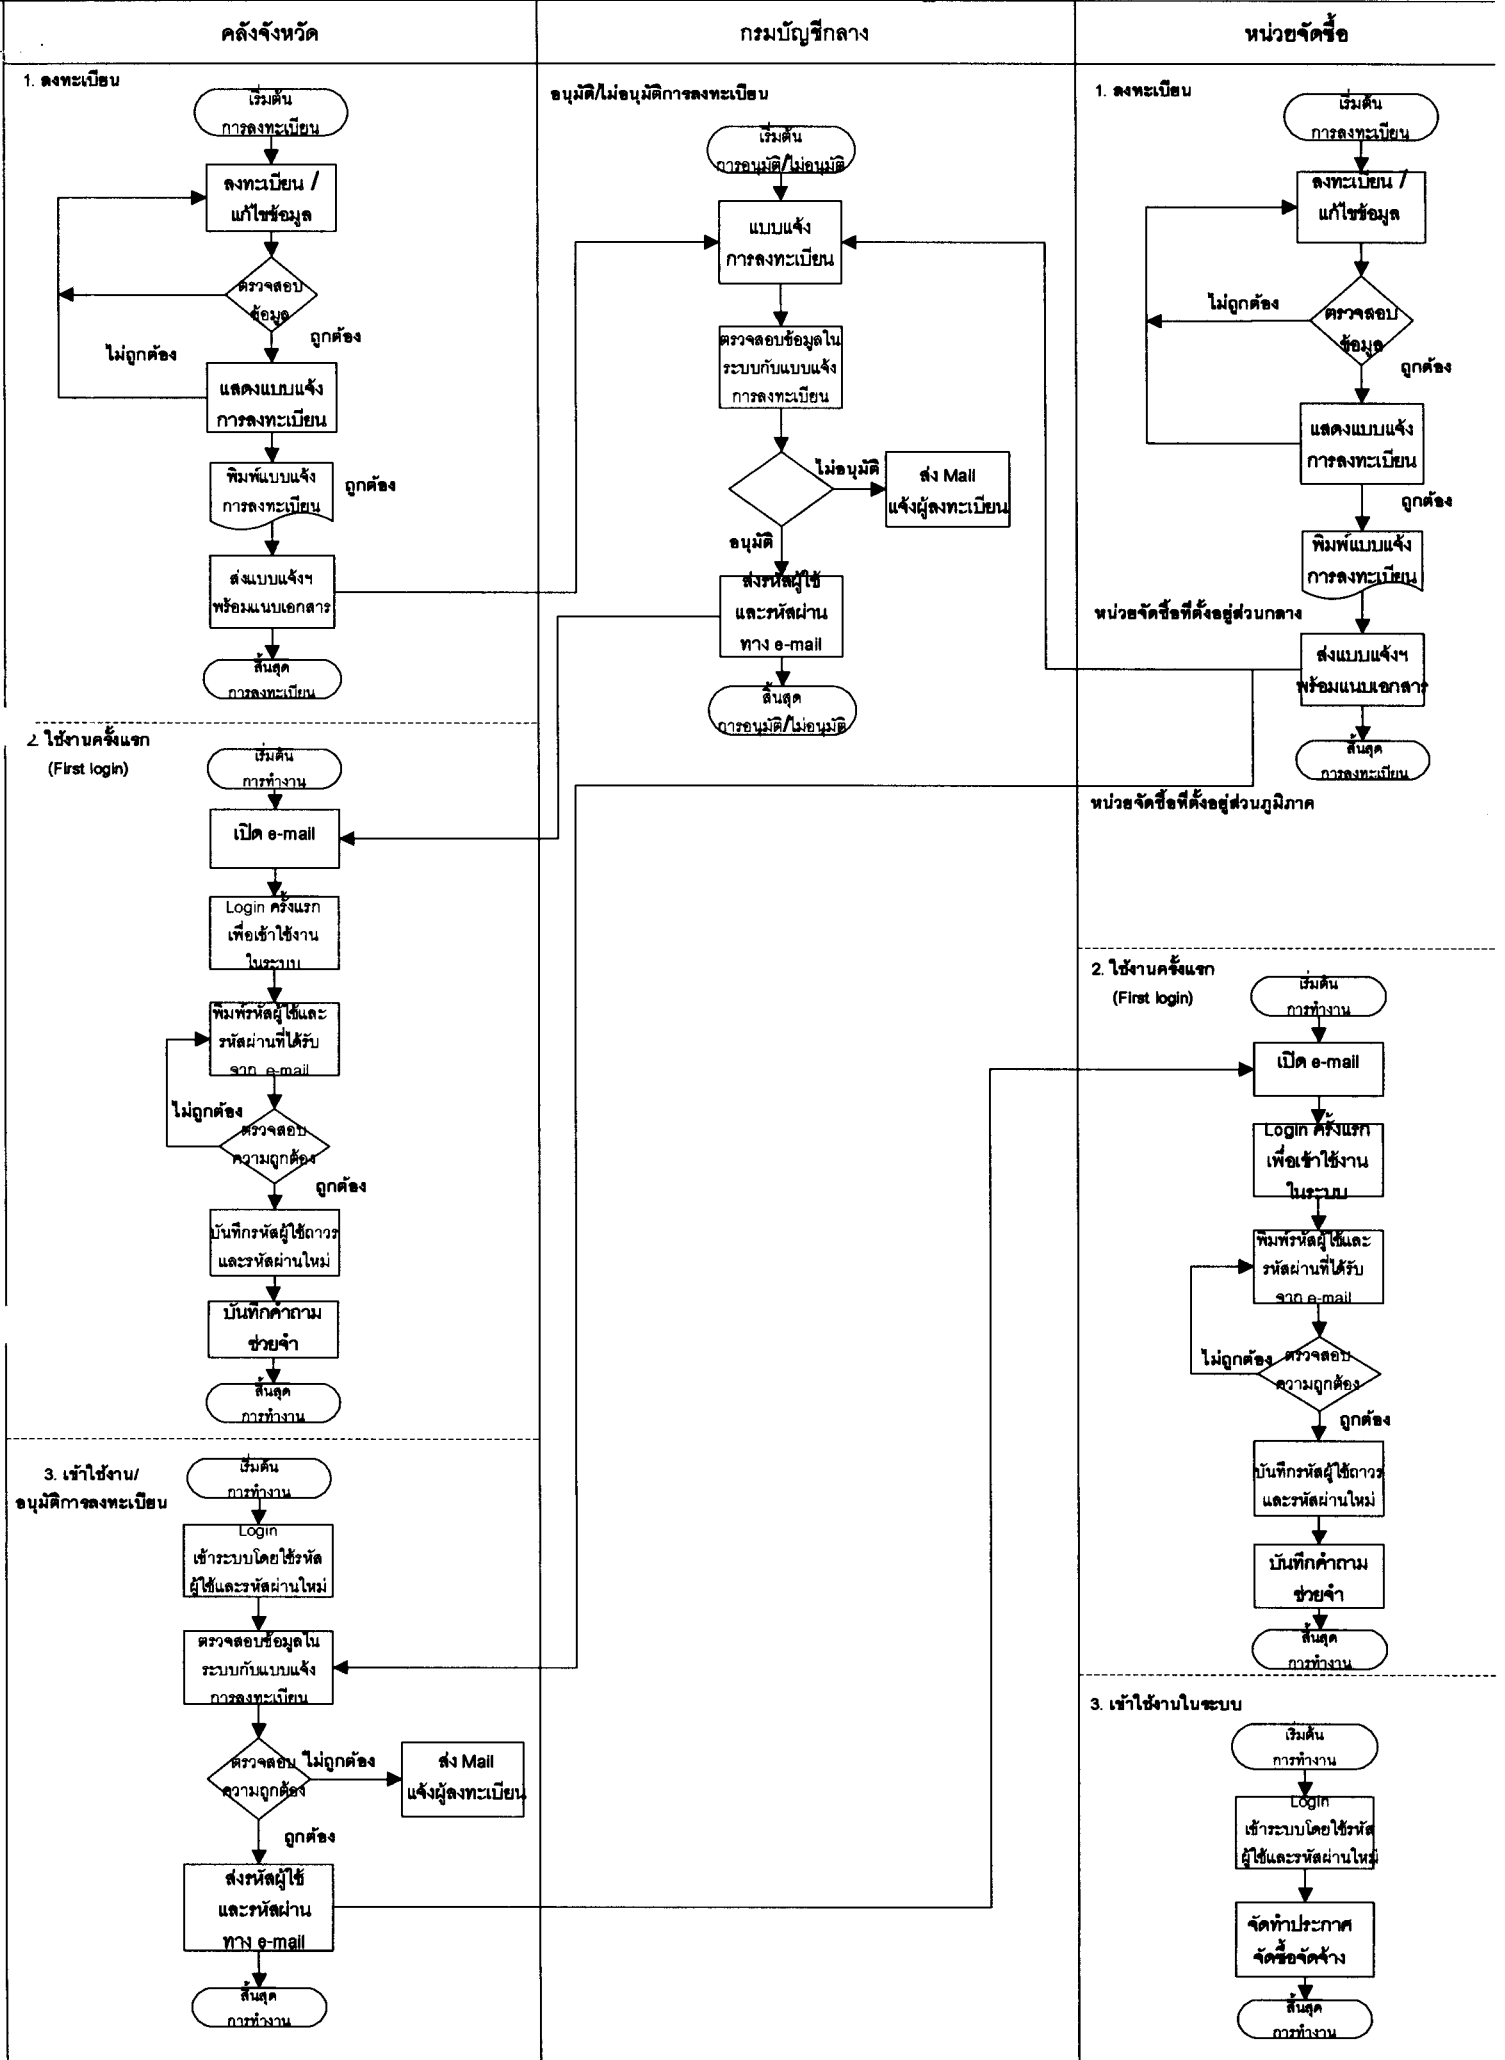 คลังจังหวัด
1. ลงทะเบียน
เริ่มต้น
การลงทะเบียน
ลงทะเบียน /
แก้ไขข้อมูล
ตรวจสอบ
ข้อมูล
ถูกต้อง
ไม่ถูกต้อง
แสดงแบบแจ้ง
การลงทะเบียน
พิมพ์แบบแจ้ง
การลงทะเบียน
ถูกต้อง
ส่งแบบแจ้งฯ
พร้อมแนบเอกสาร
สิ้นสุด
การลงทะเบียน
2. ใช้งานครั้งแรก
(First login)
เริ่มต้น
การทำงาน
เปิด e-mail
Login ครั้งแรก
เพื่อเข้าใช้งาน
ในระบบ
พิมพ์รหัสผู้ใช้และ
รหัสผ่านที่ได้รับ
จาก e-mail
ไม่ถูกต้อง
ตรวจสอบ
ความถูกต้อง
ถูกต้อง
บันทึกรหัสผู้ใช้ถาวร
และรหัสผ่านใหม่
บันทึกคำถาม
ช่วยจำ
สิ้นสุด
การทำงาน
3. เข้าใช้งาน/
อนุมัติการลงทะเบียน
เริ่มต้น
การทำงาน
Login
เข้าระบบโดยใช้รหัส
ผู้ใช้และรหัสผ่านใหม่
ตรวจสอบข้อมูลใน
ระบบกับแบบแจ้ง
การลงทะเบียน
ตรวจสอบ
ความถูกต้อง
ไม่ถูกต้อง
ส่ง Mail
แจ้งผู้ลงทะเบียน
ถูกต้อง
ส่งรหัสผู้ใช้
และรหัสผ่าน
ทาง e-mail
สิ้นสุด
การทำงาน
กรมบัญชีกลาง
อนุมัติ/ไม่อนุมัติการลงทะเบียน
เริ่มต้น
การอนุมัติ/ไม่อนุมัติ
แบบแจ้ง
การลงทะเบียน
ตรวจสอบข้อมูลใน
ระบบกับแบบแจ้ง
การลงทะเบียน
ไม่อนุมัติ
ส่ง Mail
แจ้งผู้ลงทะเบียน
อนุมัติ
ส่งรหัสผู้ใช้
และรหัสผ่าน
ทาง e-mail
สิ้นสุด
การอนุมัติ/ไม่อนุมัติ
หน่วยจัดซื้อ
1. ลงทะเบียน
เริ่มต้น
การลงทะเบียน
ลงทะเบียน /
แก้ไขข้อมูล
ไม่ถูกต้อง
ตรวจสอบ
ข้อมูล
ถูกต้อง
แสดงแบบแจ้ง
การลงทะเบียน
ถูกต้อง
พิมพ์แบบแจ้ง
การลงทะเบียน
หน่วยจัดซื้อที่ตั้งอยู่ส่วนกลาง
ส่งแบบแจ้งฯ
พร้อมแนบเอกสาร
สิ้นสุด
การลงทะเบียน
หน่วยจัดซื้อที่ตั้งอยู่ส่วนภูมิภาค
2. ใช้งานครั้งแรก
(First login)
เริ่มต้น
การทำงาน
เปิด e-mail
Login ครั้งแรก
เพื่อเข้าใช้งาน
ในระบบ
พิมพ์รหัสผู้ใช้และ
รหัสผ่านที่ได้รับ
จาก e-mail
ไม่ถูกต้อง
ตรวจสอบ
ความถูกต้อง
ถูกต้อง
บันทึกรหัสผู้ใช้ถาวร
และรหัสผ่านใหม่
บันทึกคำถาม
ช่วยจำ
สิ้นสุด
การทำงาน
3. เข้าใช้งานในระบบ
เริ่มต้น
การทำงาน
Login
เข้าระบบโดยใช้รหัส
ผู้ใช้และรหัสผ่านใหม่
จัดทำประกาศ
จัดซื้อจัดจ้าง
สิ้นสุด
การทำงาน